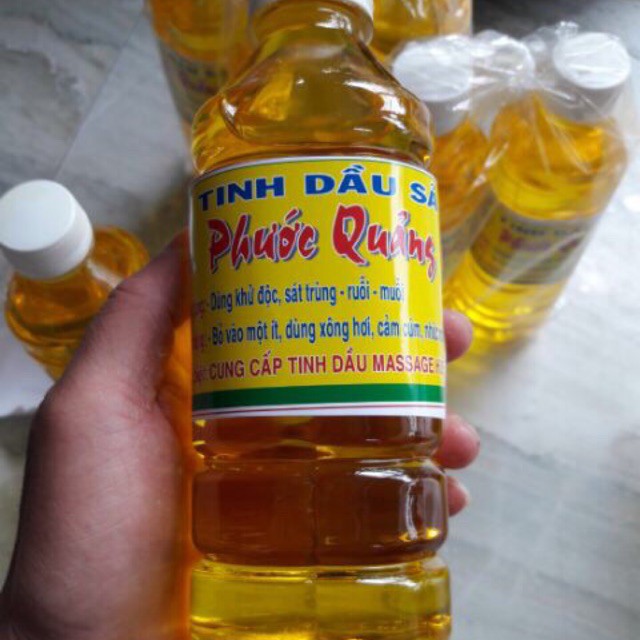 TINH DẦU SẢ
Phước Quảng
Dùng khử độc, sát trùng - ruồi - muỗi
- Bỏ vào một ít, dùng xông hơi, cảm cúm,
CUNG CẤP TINH DẦU MASSAGE